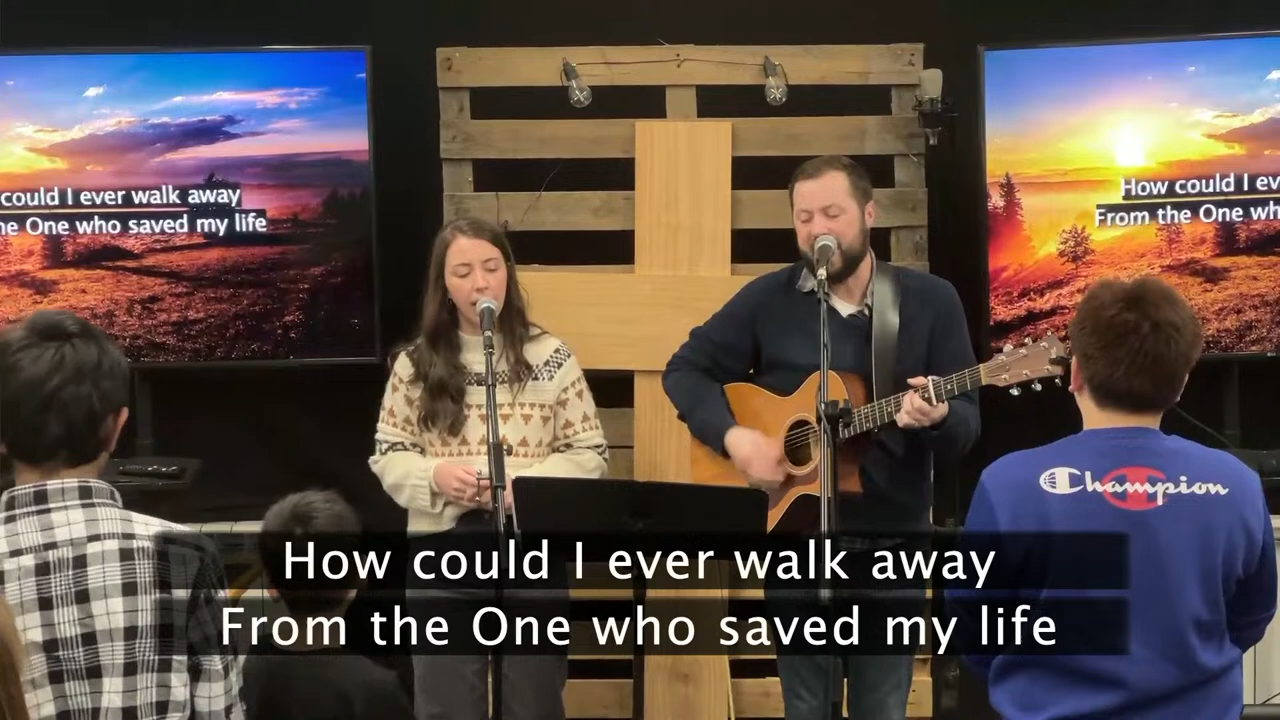 could I ever walk away
e One who saved my life
How could I ev
From the One wh
Champion
How could I ever walk away
From the One who saved my life